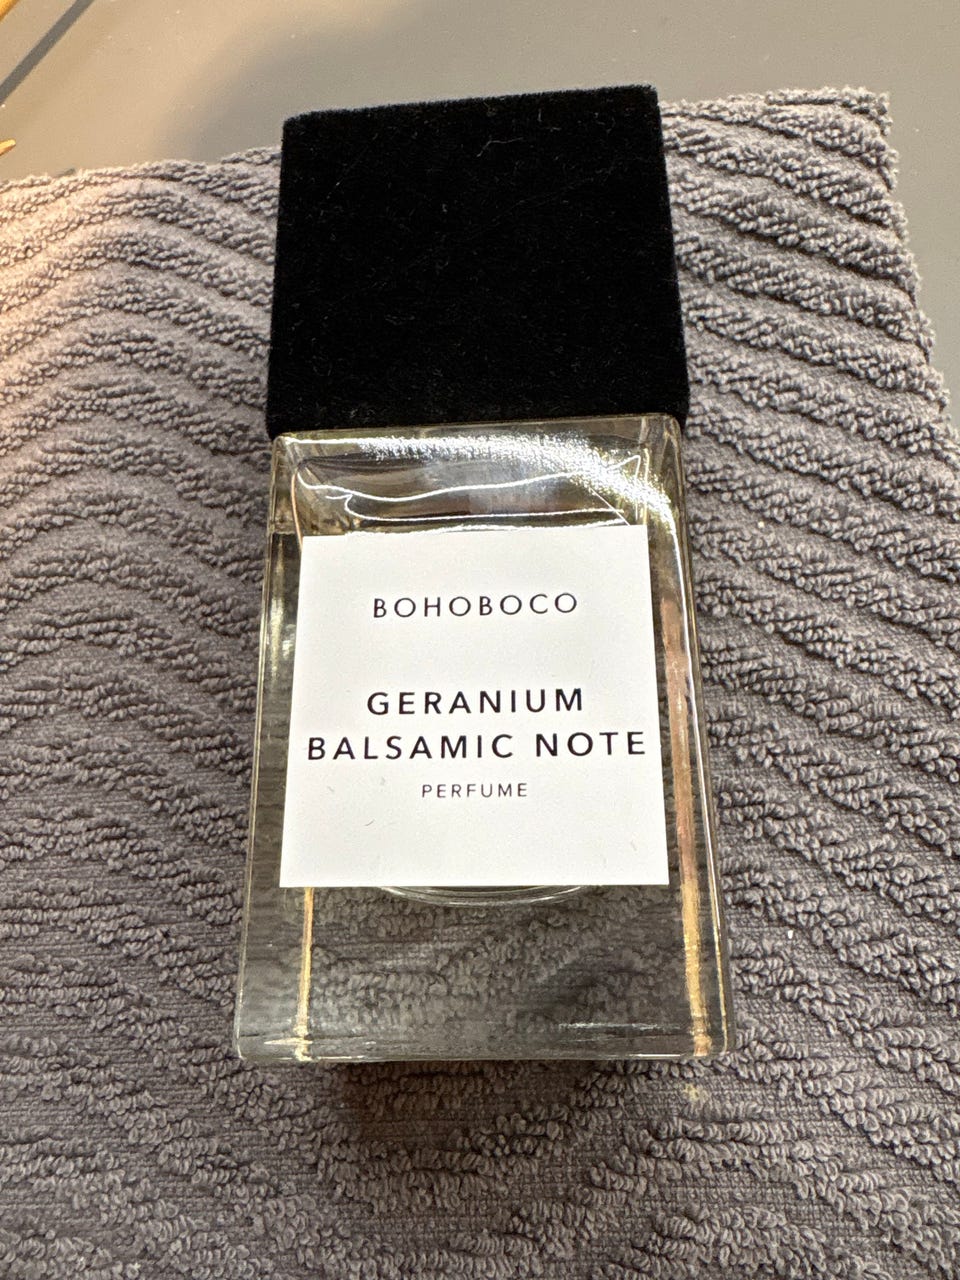 BOHOBOCO
GERANIUM
BALSAMIC NOTE
PERFUME